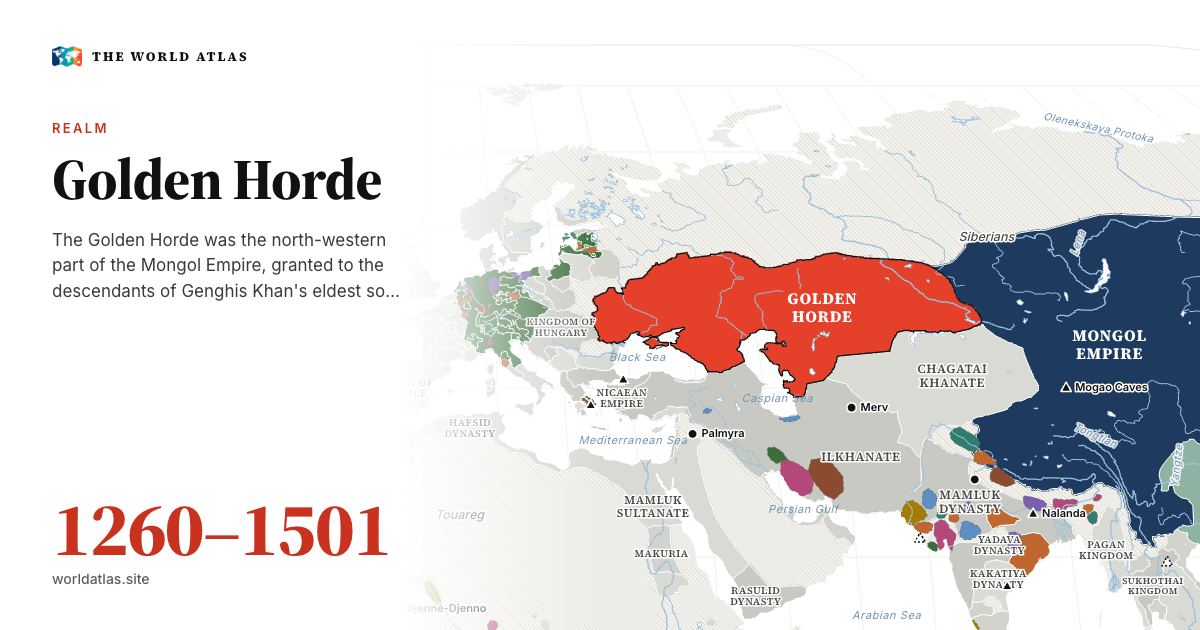 THE WORLD ATLAS
REALM
Golden Horde
The Golden Horde was the north-western
part of the Mongol Empire, granted to the
descendants of Genghis Khan's eldest so...
1260–1501
worldatlas.site
Olenekskaya Protoka
Siberians
Lena
GOLDEN
HORDE
MONGOL
EMPIRE
KINGDOM OF
HUNGARY
Black Sea
CHAGATAI
KHANATE
Mogao Caves
NICAEAN
EMPIRE
Caspian Sea
Merv
HAFSID
DYNASTY
Mediterranean Sea
Palmyra
Tongtian
Yangtze
ILKHANATE
MAMLUK
SULTANATE
Persian Gulf
MAMLUK
DYNASTY
Nalanda
Touareg
MAKURIA
YADAVA
DYNASTY
PAGAN
KINGDOM
KAKATIYA
DYNASTY
SUKHOTHAI
KINGDOM
RASULID
DYNASTY
Djenné-Djenno
Arabian Sea